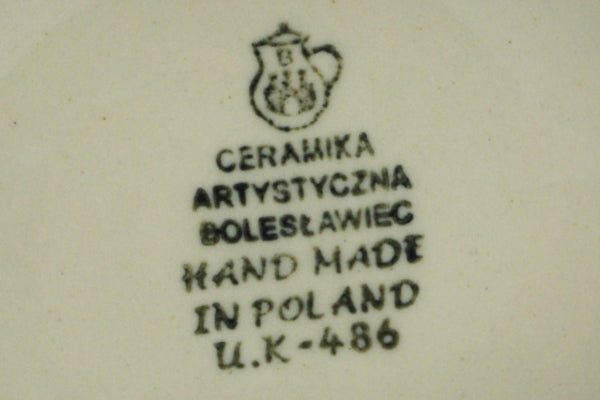 B
CERAMIKA
ARTYSTYCZNA
BOLESŁAWIEC
HAND MADE
IN POLAND
U.K-486